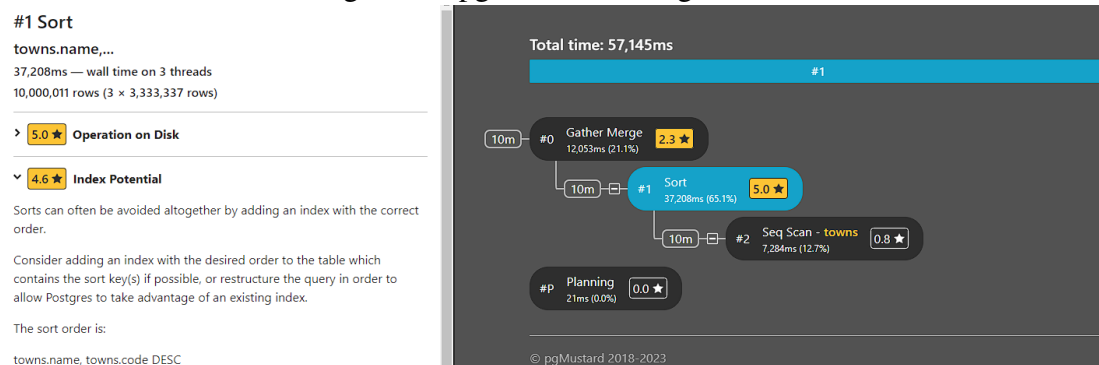 #1 Sort
towns.name,...
37,208ms — wall time on 3 threads
10,000,011 rows (3 × 3,333,337 rows)
5.0 ★ Operation on Disk
4.6 ★ Index Potential
Sorts can often be avoided altogether by adding an index with the correct
order.
Consider adding an index with the desired order to the table which
contains the sort key(s) if possible, or restructure the query in order to
allow Postgres to take advantage of an existing index.
The sort order is:
towns.name, towns.code DESC
Total time: 57,145ms
#1
10m #0 Gather Merge 2.3 ★
12,053ms (21.1%)
10m #1 Sort 5.0 ★
37,208ms (65.1%)
10m #2 Seq Scan - towns 0.8 ★
7,284ms (12.7%)
#P Planning 0.0 ★
21ms (0.0%)
© pgMustard 2018-2023